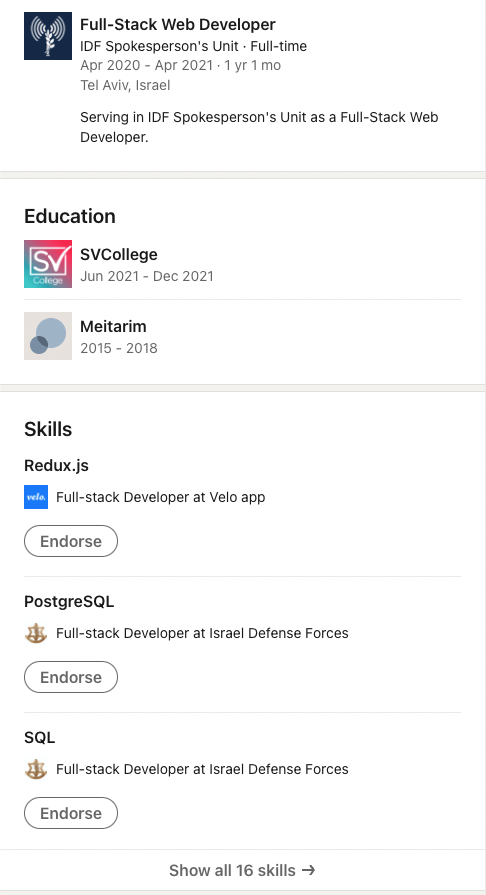 Full-Stack Web Developer
IDF Spokesperson's Unit · Full-time
Apr 2020 - Apr 2021 · 1 yr 1 mo
Tel Aviv, Israel
Serving in IDF Spokesperson's Unit as a Full-Stack Web
Developer.
Education
SV
College
SVCollege
Jun 2021 - Dec 2021
Meitarim
2015 - 2018
Skills
Redux.js
velo.
Full-stack Developer at Velo app
Endorse
PostgreSQL
Full-stack Developer at Israel Defense Forces
Endorse
SQL
Full-stack Developer at Israel Defense Forces
Endorse
Show all 16 skills →